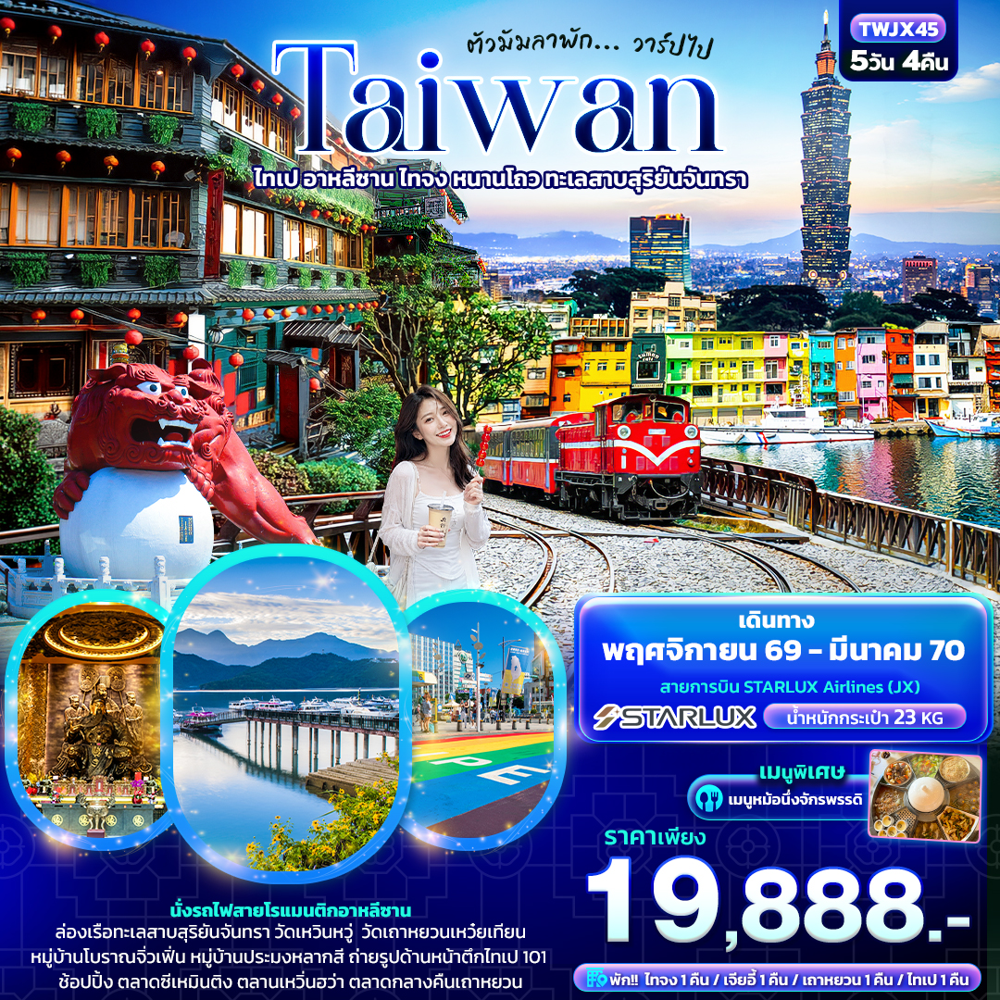 ตัวมัมลาพัก... วาร์ปไป
Taiwan
TWJX45
5วัน 4คืน
ไทเป อาหลีซาน ไทจง หนานโถว ทะเลสาบสุริยันจันทรา
เดินทาง
พฤศจิกายน 69 - มีนาคม 70
สายการบิน STARLUX Airlines (JX)
STARLUX
น้ำหนักกระเป๋า 23 KG
เมนูพิเศษ
เมนูหม้อนึ่งจักรพรรดิ
ราคาเพียง
19,888.-
นั่งรถไฟสายโรแมนติกอาหลีซาน
ล่องเรือทะเลสาบสุริยันจันทรา วัดเหวินหวู่ วัดเถาหยวนเหว๋ยเทียน
หมู่บ้านโบราณจิ่วเฟิ่น หมู่บ้านประมงหลากสี ถ่ายรูปด้านหน้าตึกไทเป 101
ช้อปปิ้ง ตลาดซีเหมินติง ตลานเหวิ่นฮว่า ตลาดกลางคืนเถาหยวน
พัก!! ไทจง 1 คืน / เจียอี้ 1 คืน / เถาหยวน 1 คืน / ไทเป 1 คืน